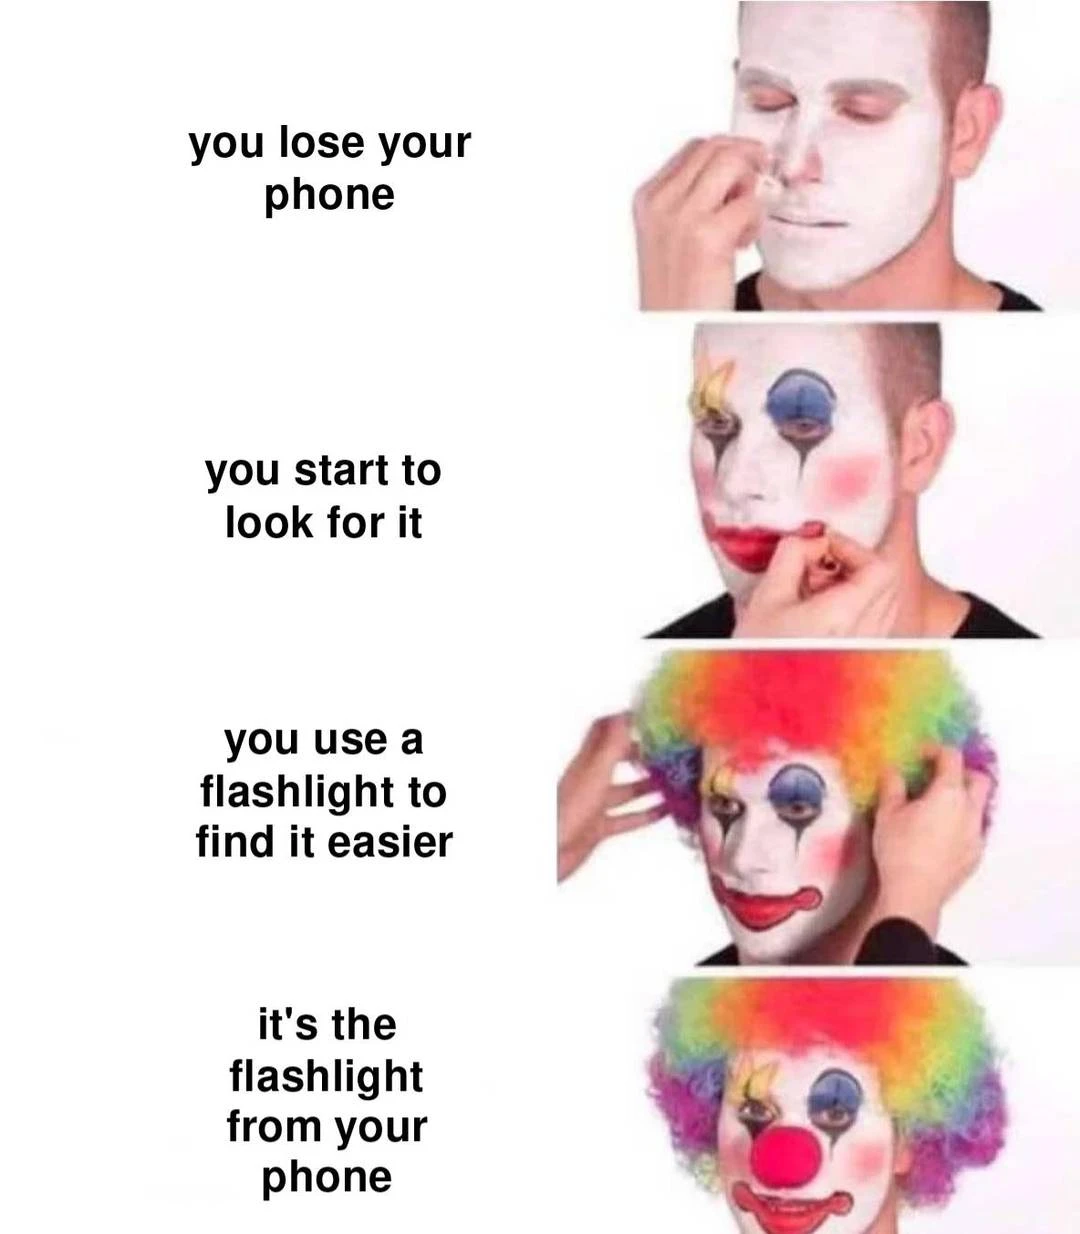 you lose your
phone
you start to
look for it
you use a
flashlight to
find it easier
it's the
flashlight
from your
phone